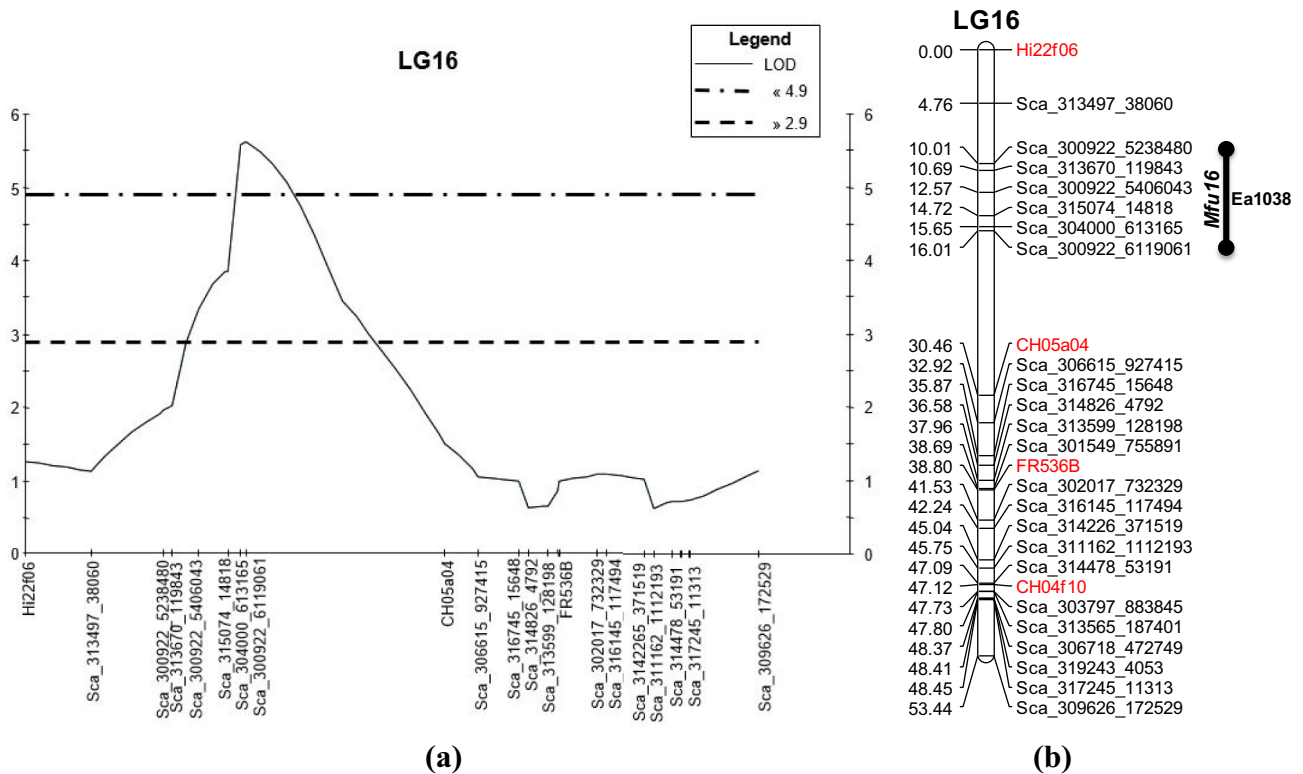 LG16
Legend
LOD
« 4.9
» 2.9
6
5
4
3
2
1
0
6
5
4
3
2
1
0
Hi22f06
Sca_313497_38060
Sca_300922_5238480
Sca_313670_119843
Sca_300922_5406043
Sca_315074_14818
Sca_304000_613165
Sca_300922_6119061
CH05a04
Sca_306615_927415
Sca_316745_15648
Sca_314826_4792
Sca_313599_128198
FR536B
Sca_302017_732329
Sca_316145_117494
Sca_3142265_371519
Sca_311162_1112193
Sca_314478_53191
Sca_317245_11313
Sca_309626_172529
(a)
LG16
0.00 Hi22f06
4.76 Sca_313497_38060
10.01 Sca_300922_5238480
10.69 Sca_313670_119843
12.57 Sca_300922_5406043
14.72 Sca_315074_14818
15.65 Sca_304000_613165
16.01 Sca_300922_6119061
Mfu16
Ea1038
30.46 CH05a04
32.92 Sca_306615_927415
35.87 Sca_316745_15648
36.58 Sca_314826_4792
37.96 Sca_313599_128198
38.69 Sca_301549_755891
38.80 FR536B
41.53 Sca_302017_732329
42.24 Sca_316145_117494
45.04 Sca_314226_371519
45.75 Sca_311162_1112193
47.09 Sca_314478_53191
47.12 CH04f10
47.73 Sca_303797_883845
47.80 Sca_313565_187401
48.37 Sca_306718_472749
48.41 Sca_319243_4053
48.45 Sca_317245_11313
53.44 Sca_309626_172529
(b)